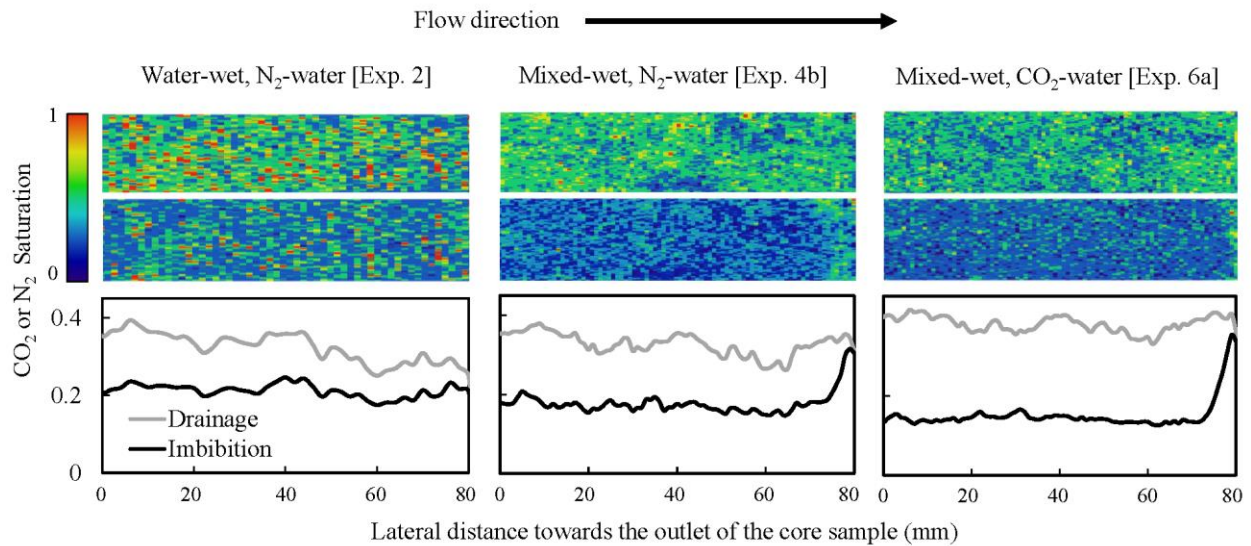 Flow direction
Water-wet, N₂-water [Exp. 2]
Mixed-wet, N₂-water [Exp. 4b]
Mixed-wet, CO₂-water [Exp. 6a]
1
0
CO₂ or N₂ Saturation
0.4
0.2
0
Drainage
Imbibition
0 20 40 60 80
0 20 40 60 80
0 20 40 60 80
Lateral distance towards the outlet of the core sample (mm)